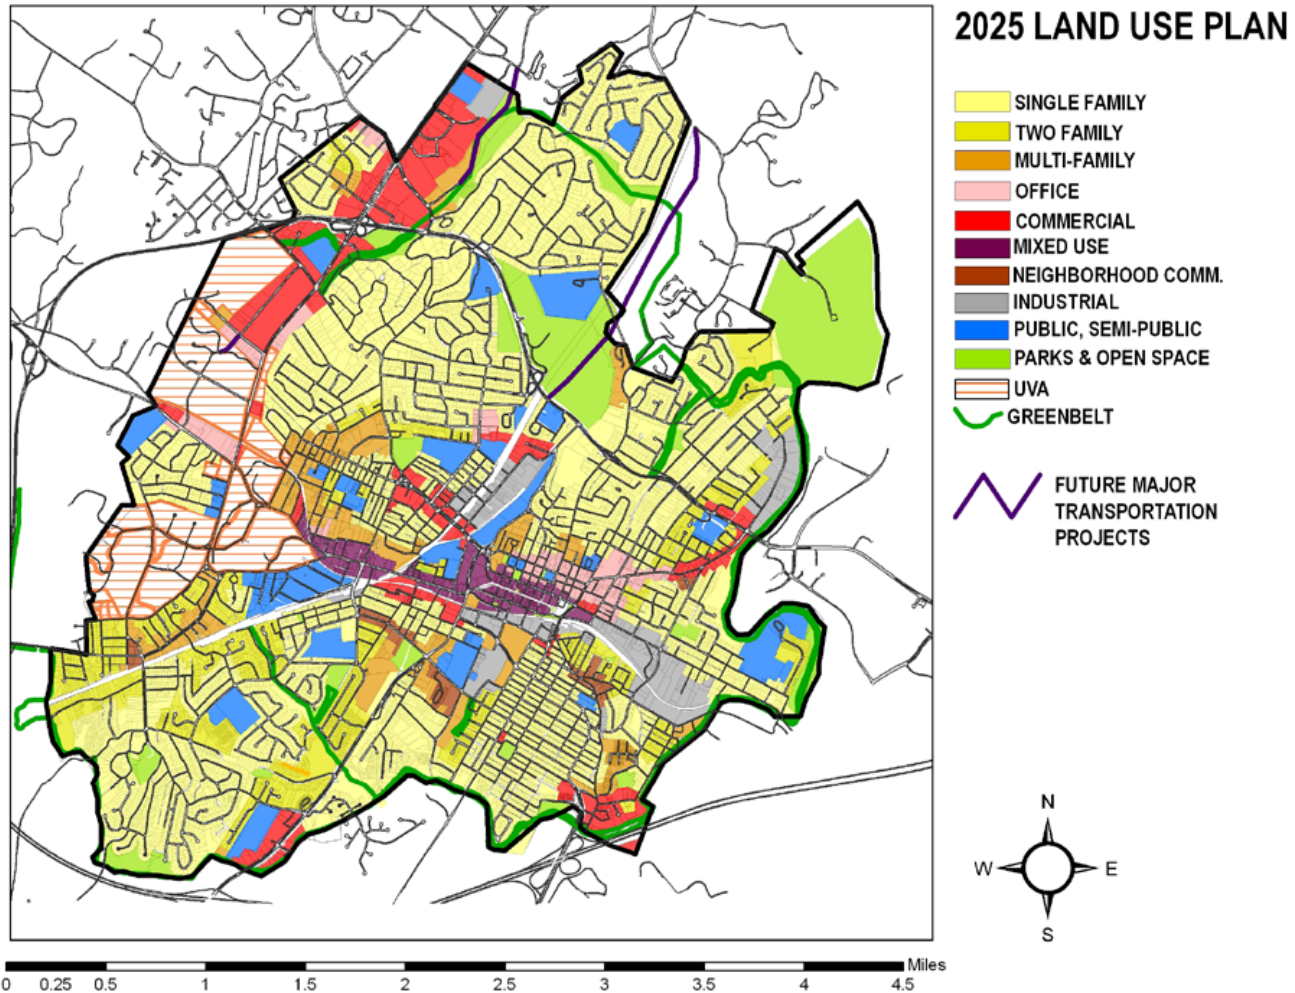 2025 LAND USE PLAN
SINGLE FAMILY
TWO FAMILY
MULTI-FAMILY
OFFICE
COMMERCIAL
MIXED USE
NEIGHBORHOOD COMM.
INDUSTRIAL
PUBLIC, SEMI-PUBLIC
PARKS & OPEN SPACE
UVA
GREENBELT
FUTURE MAJOR
TRANSPORTATION
PROJECTS
N
W E
S
Miles
0 0.25 0.5 1 1.5 2 2.5 3 3.5 4 4.5